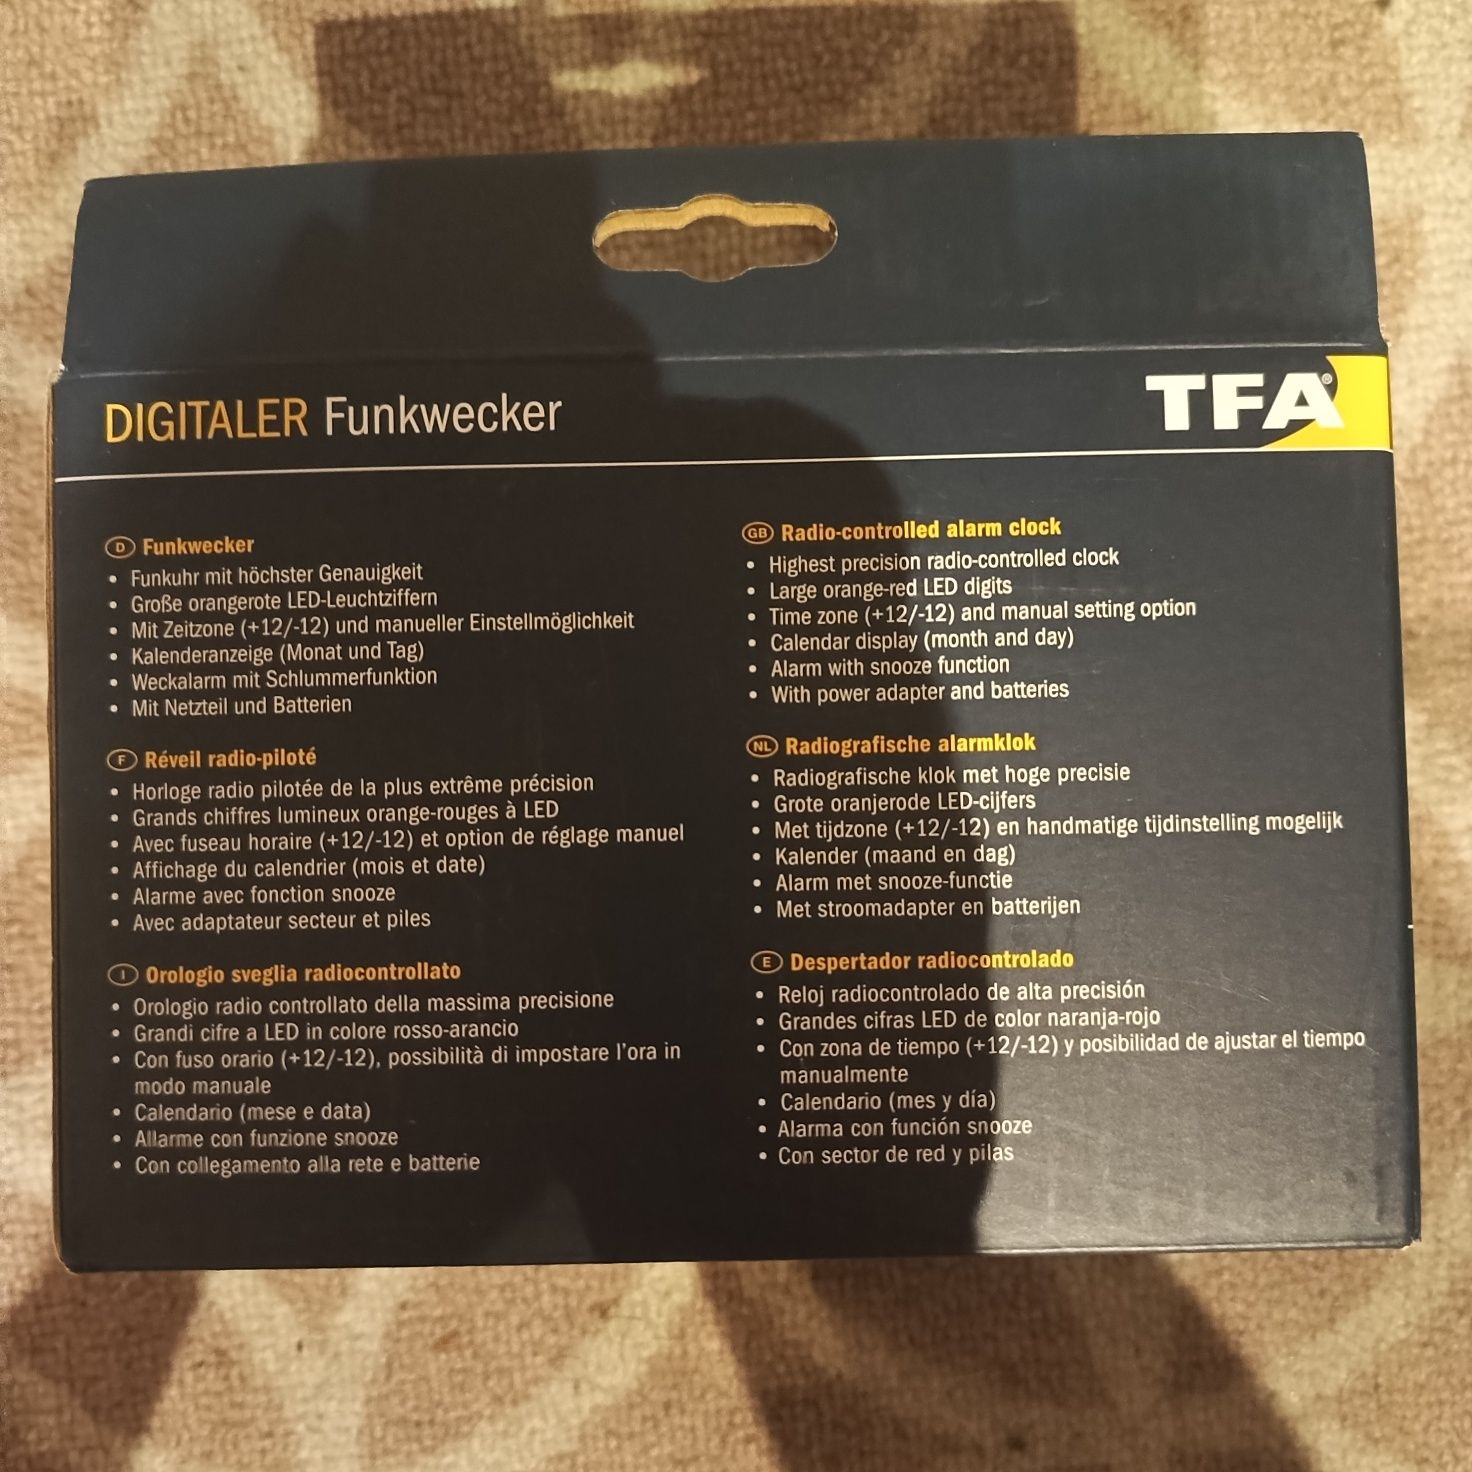 DIGITALER Funkwecker
TFA®
D Funkwecker
• Funkuhr mit höchster Genauigkeit
• Große orangerote LED-Leuchtziffern
• Mit Zeitzone (+12/-12) und manueller Einstellmöglichkeit
• Kalenderanzeige (Monat und Tag)
• Weckalarm mit Schlummerfunktion
• Mit Netzteil und Batterien
F Réveil radio-piloté
• Horloge radio pilotée de la plus extrême précision
• Grands chiffres lumineux orange-rouges à LED
• Avec fuseau horaire (+12/-12) et option de réglage manuel
• Affichage du calendrier (mois et date)
• Alarme avec fonction snooze
• Avec adaptateur secteur et piles
I Orologio sveglia radiocontrollato
• Orologio radio controllato della massima precisione
• Grandi cifre a LED in colore rosso-arancio
• Con fuso orario (+12/-12), possibilità di impostare l'ora in
modo manuale
• Calendario (mese e data)
• Allarme con funzione snooze
• Con collegamento alla rete e batterie
GB Radio-controlled alarm clock
• Highest precision radio-controlled clock
• Large orange-red LED digits
• Time zone (+12/-12) and manual setting option
• Calendar display (month and day)
• Alarm with snooze function
• With power adapter and batteries
NL Radiografische alarmklok
• Radiografische klok met hoge precisie
• Grote oranjerode LED-cijfers
• Met tijdzone (+12/-12) en handmatige tijdinstelling mogelijk
• Kalender (maand en dag)
• Alarm met snooze-functie
• Met stroomadapter en batterijen
E Despertador radiocontrolado
• Reloj radiocontrolado de alta precisión
• Grandes cifras LED de color naranja-rojo
• Con zona de tiempo (+12/-12) y posibilidad de ajustar el tiempo
manualmente
• Calendario (mes y día)
• Alarma con función snooze
• Con sector de red y pilas